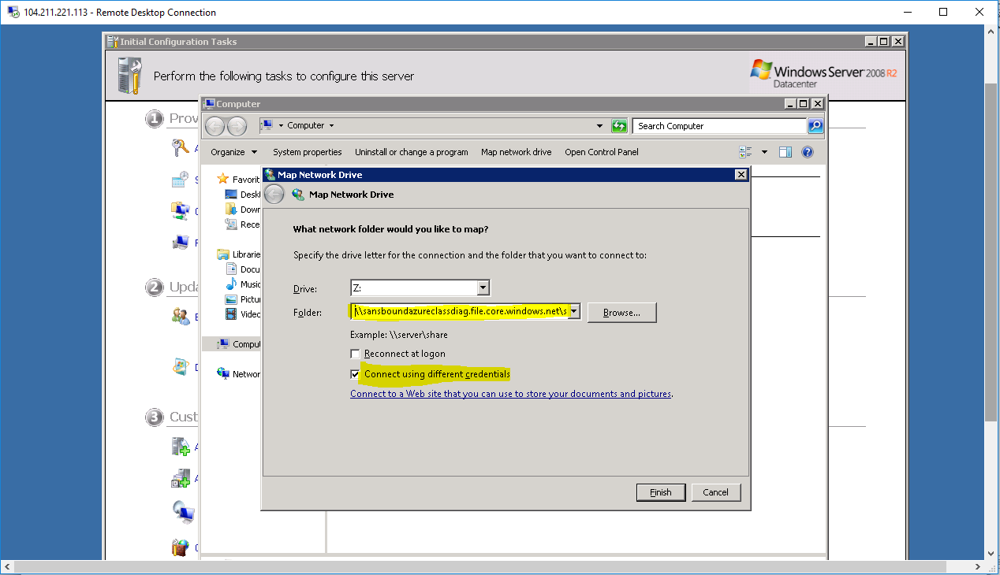 104.211.221.113 - Remote Desktop Connection
Initial Configuration Tasks
Perform the following tasks to configure this server
Windows Server 2008 R2
Datacenter
Computer
1 Prov
Computer
Search Computer
Organize
System properties
Uninstall or change a program
Map network drive
Open Control Panel
Favorit
Deskt
Down
Rece
Librarie
Docu
Music
Pictu
Video
Comput
Networ
2 Upda
3 Cust
Map Network Drive
Map Network Drive
What network folder would you like to map?
Specify the drive letter for the connection and the folder that you want to connect to:
Drive:
Z:
Folder:
\\sansboundazureclassdiag.file.core.windows.net\s
Browse...
Example: \\server\share
Reconnect at logon
Connect using different credentials
Connect to a Web site that you can use to store your documents and pictures.
Finish
Cancel